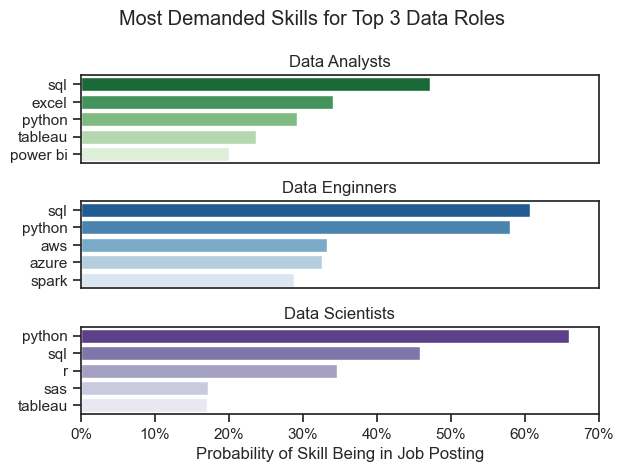 Most Demanded Skills for Top 3 Data Roles
Data Analysts
sql
excel
python
tableau
power bi
Data Enginners
sql
python
aws
azure
spark
Data Scientists
python
sql
r
sas
tableau
0% 10% 20% 30% 40% 50% 60% 70%
Probability of Skill Being in Job Posting